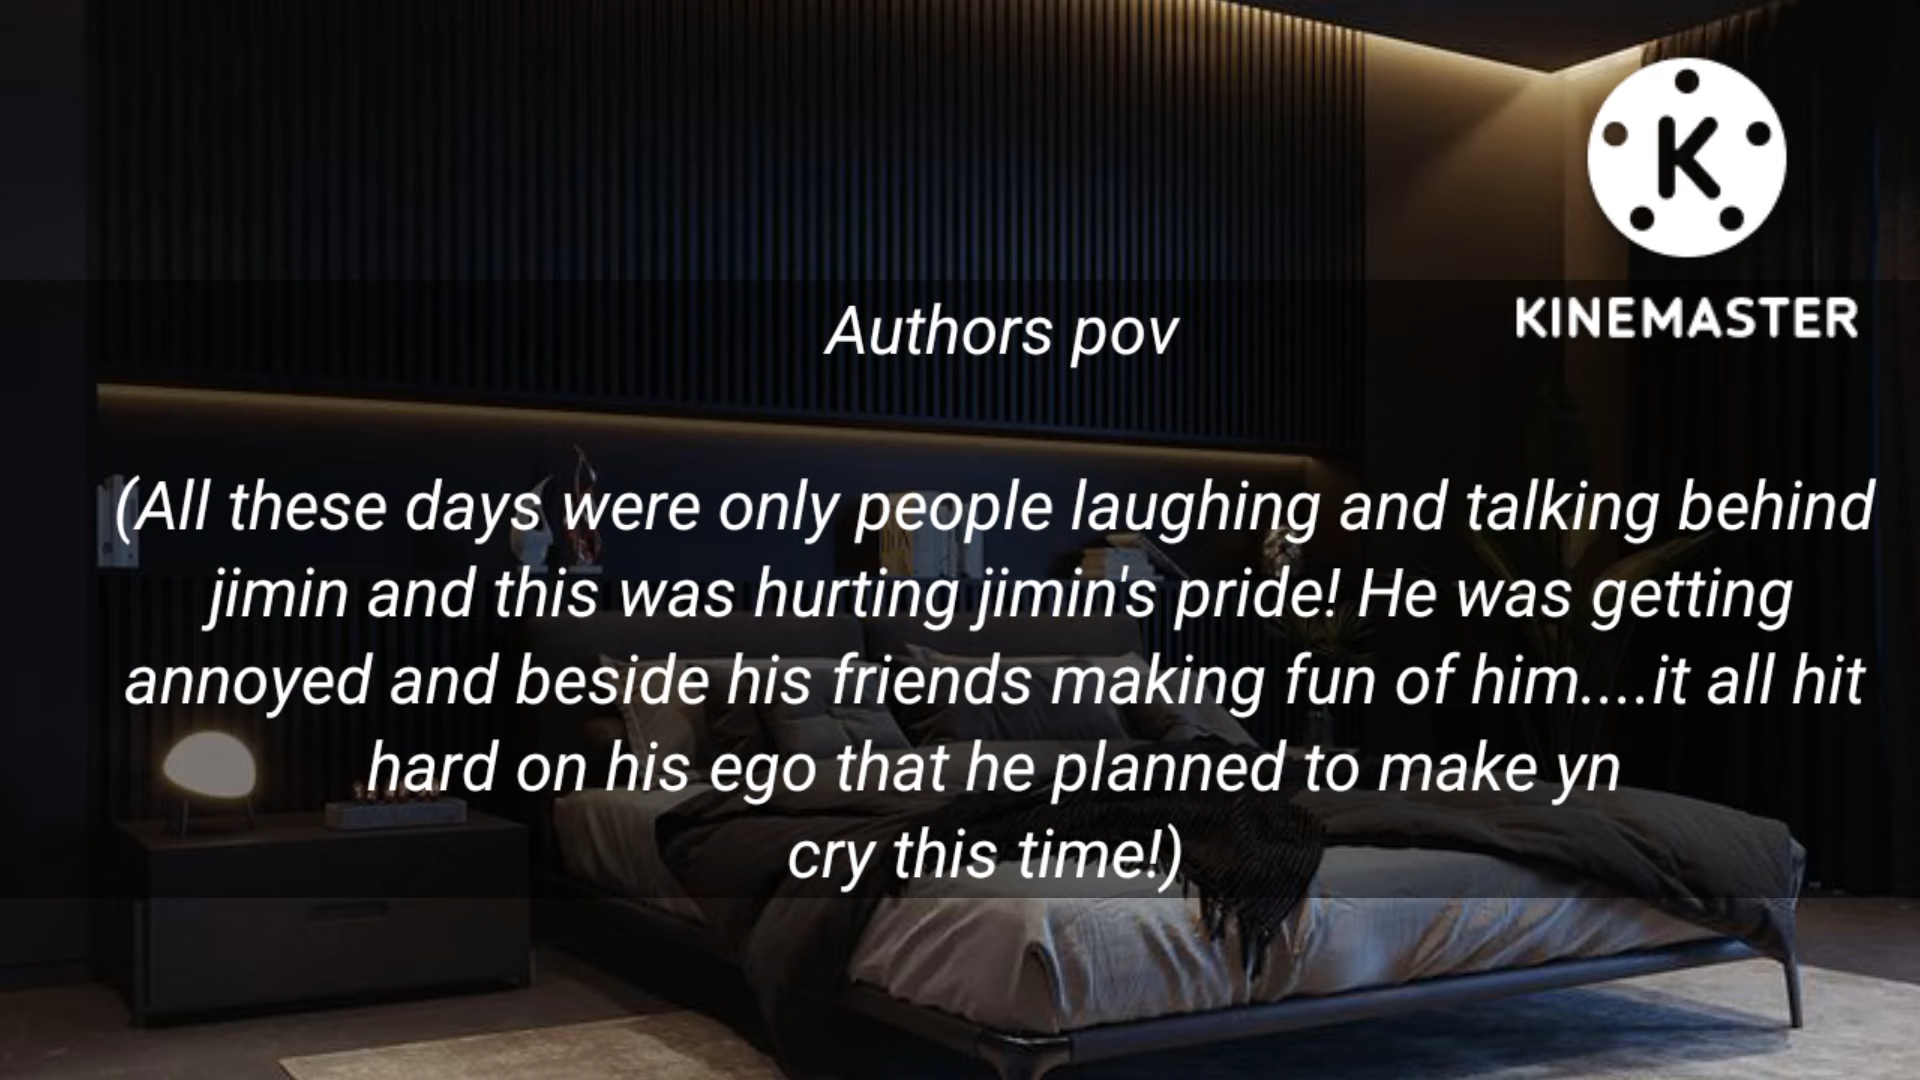 K
KINEMASTER
Authors pov
(All these days were only people laughing and talking behind
jimin and this was hurting jimin's pride! He was getting
annoyed and beside his friends making fun of him....it all hit
hard on his ego that he planned to make yn
cry this time!)